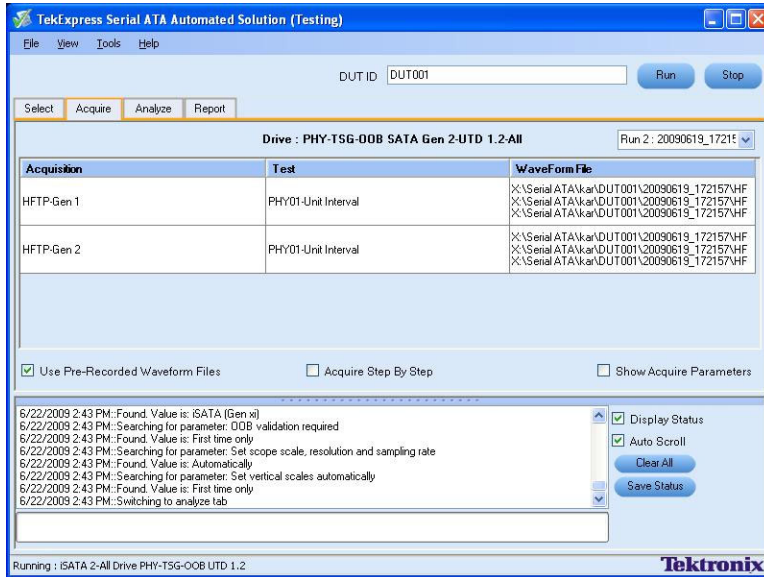 TekExpress Serial ATA Automated Solution (Testing)
File View Tools Help
DUT ID DUT001 Run Stop
Select Acquire Analyze Report
Drive : PHY-TSG-OOB SATA Gen 2-UTD 1.2-All Run 2 : 20090619_1721
Acquisition Test WaveForm File
HFTP-Gen 1 PHY01-Unit Interval X:\Serial ATA\kar\DUT001\20090619_172157\HF
X:\Serial ATA\kar\DUT001\20090619_172157\HF
X:\Serial ATA\kar\DUT001\20090619_172157\HF
HFTP-Gen 2 PHY01-Unit Interval X:\Serial ATA\kar\DUT001\20090619_172157\HF
X:\Serial ATA\kar\DUT001\20090619_172157\HF
X:\Serial ATA\kar\DUT001\20090619_172157\HF
Use Pre-Recorded Waveform Files Acquire Step By Step Show Acquire Parameters
6/22/2009 2:43 PM::Found. Value is: iSATA (Gen xi)
6/22/2009 2:43 PM::Searching for parameter: OOB validation required
6/22/2009 2:43 PM::Found. Value is: First time only
6/22/2009 2:43 PM::Searching for parameter: Set scope scale, resolution and sampling rate
6/22/2009 2:43 PM::Found. Value is: Automatically
6/22/2009 2:43 PM::Searching for parameter: Set vertical scales automatically
6/22/2009 2:43 PM::Found. Value is: First time only
6/22/2009 2:43 PM::Switching to analyze tab
Display Status
Auto Scroll
Clear All
Save Status
Running : iSATA 2-All Drive PHY-TSG-OOB UTD 1.2 Tektronix